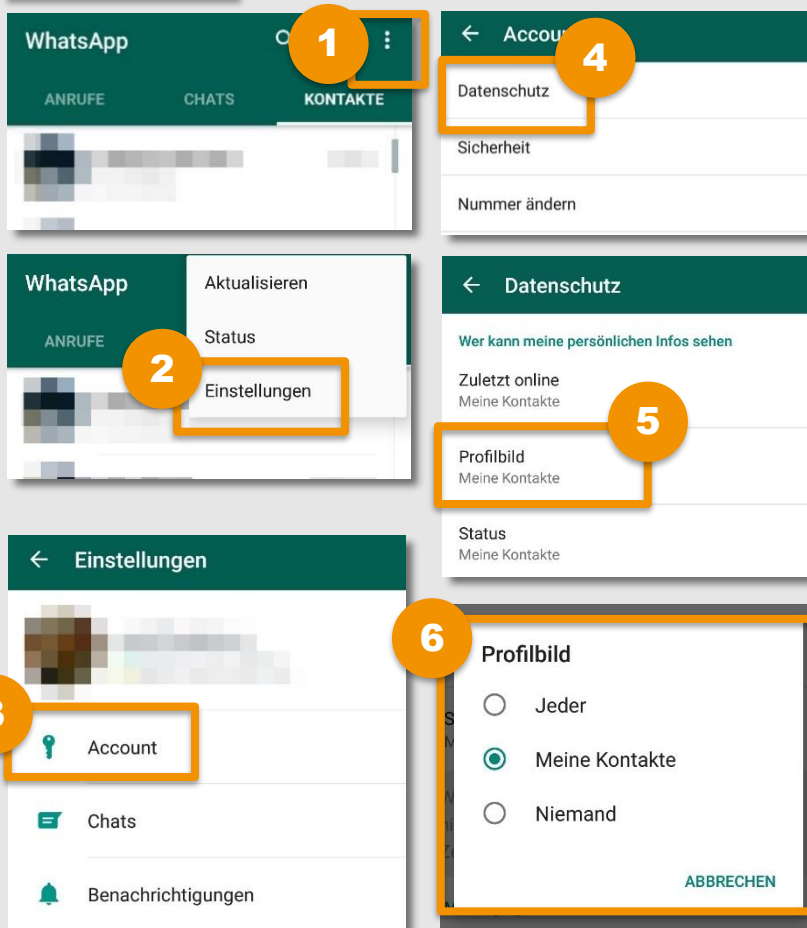 WhatsApp
1
ANRUFE CHATS KONTAKTE
WhatsApp
Aktualisieren
ANRUFE
Status
2
Einstellungen
Einstellungen
3
Account
Chats
Benachrichtigungen
4
Datenschutz
Sicherheit
Nummer ändern
Datenschutz
Wer kann meine persönlichen Infos sehen
Zuletzt online
Meine Kontakte
5
Profilbild
Meine Kontakte
Status
Meine Kontakte
6
Profilbild
Jeder
Meine Kontakte
Niemand
ABBRECHEN